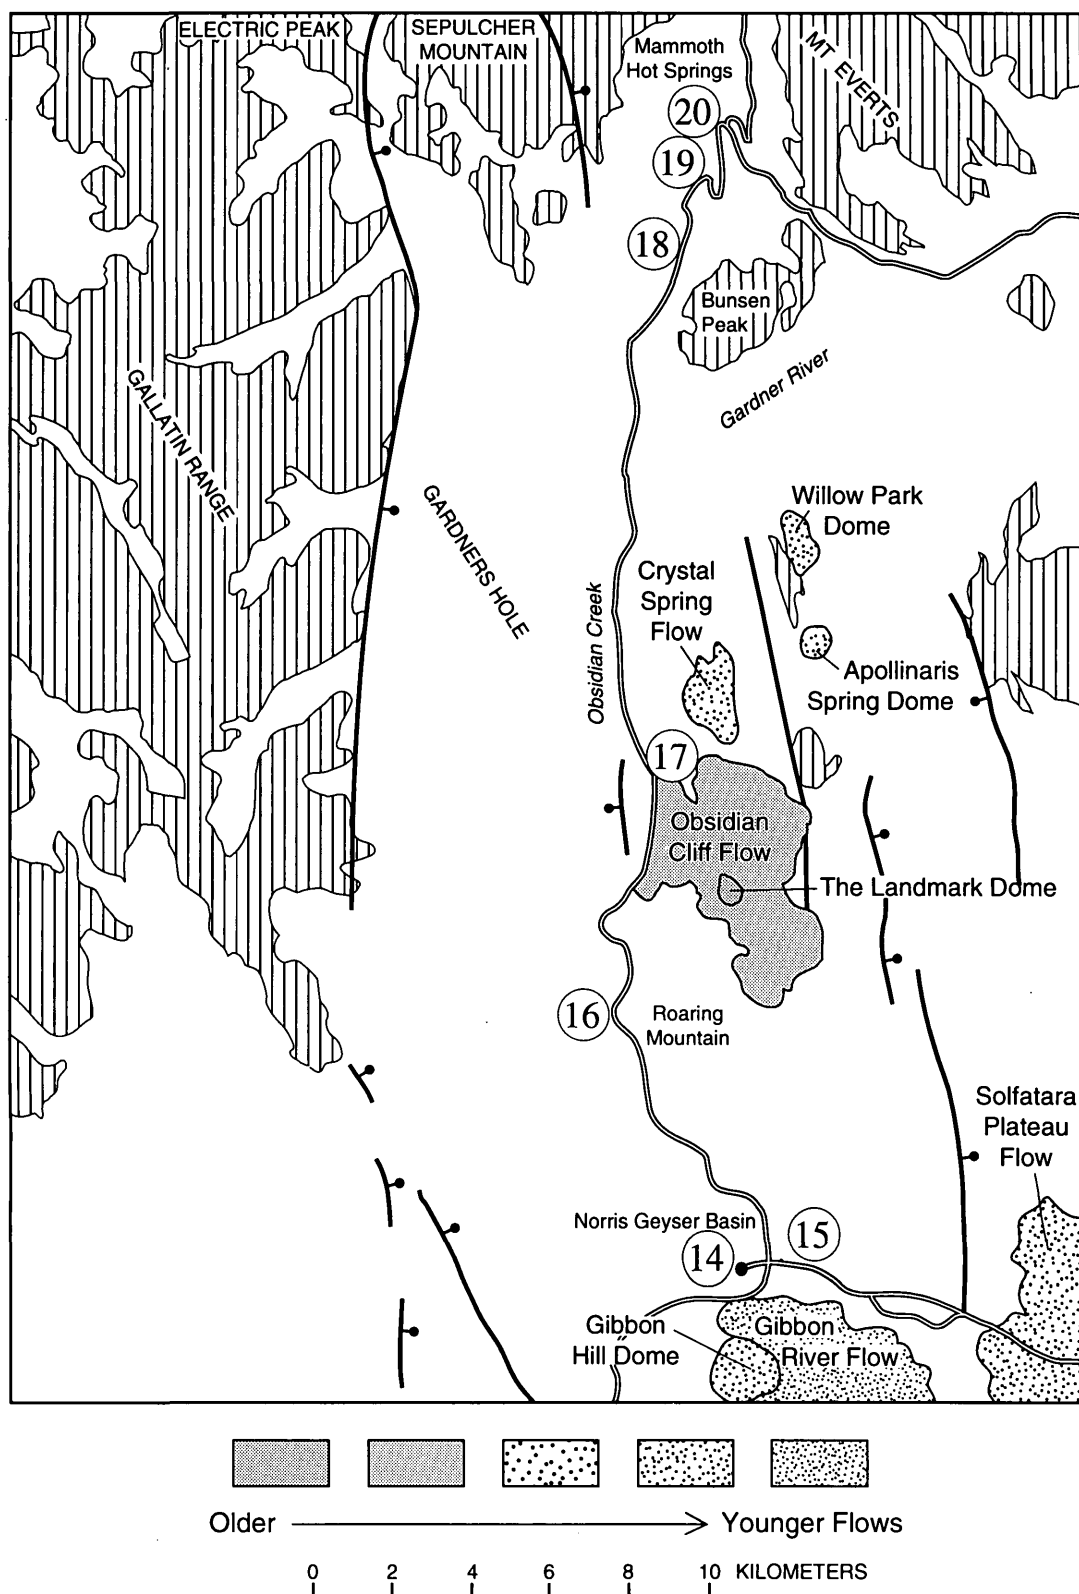 ELECTRIC PEAK
SEPULCHER
MOUNTAIN
Mammoth
Hot Springs
MT EVERTS
20
19
18
Bunsen
Peak
Gardner River
GALLATIN RANGE
GARDNERS HOLE
Willow Park
Dome
Crystal
Spring
Flow
Obsidian Creek
Apollinaris
Spring Dome
17
Obsidian
Cliff Flow
The Landmark Dome
16
Roaring
Mountain
Solfatara
Plateau
Flow
Norris Geyser Basin
15
14
Gibbon
Hill Dome
Gibbon
River Flow
Older
Younger Flows
0 2 4 6 8 10 KILOMETERS